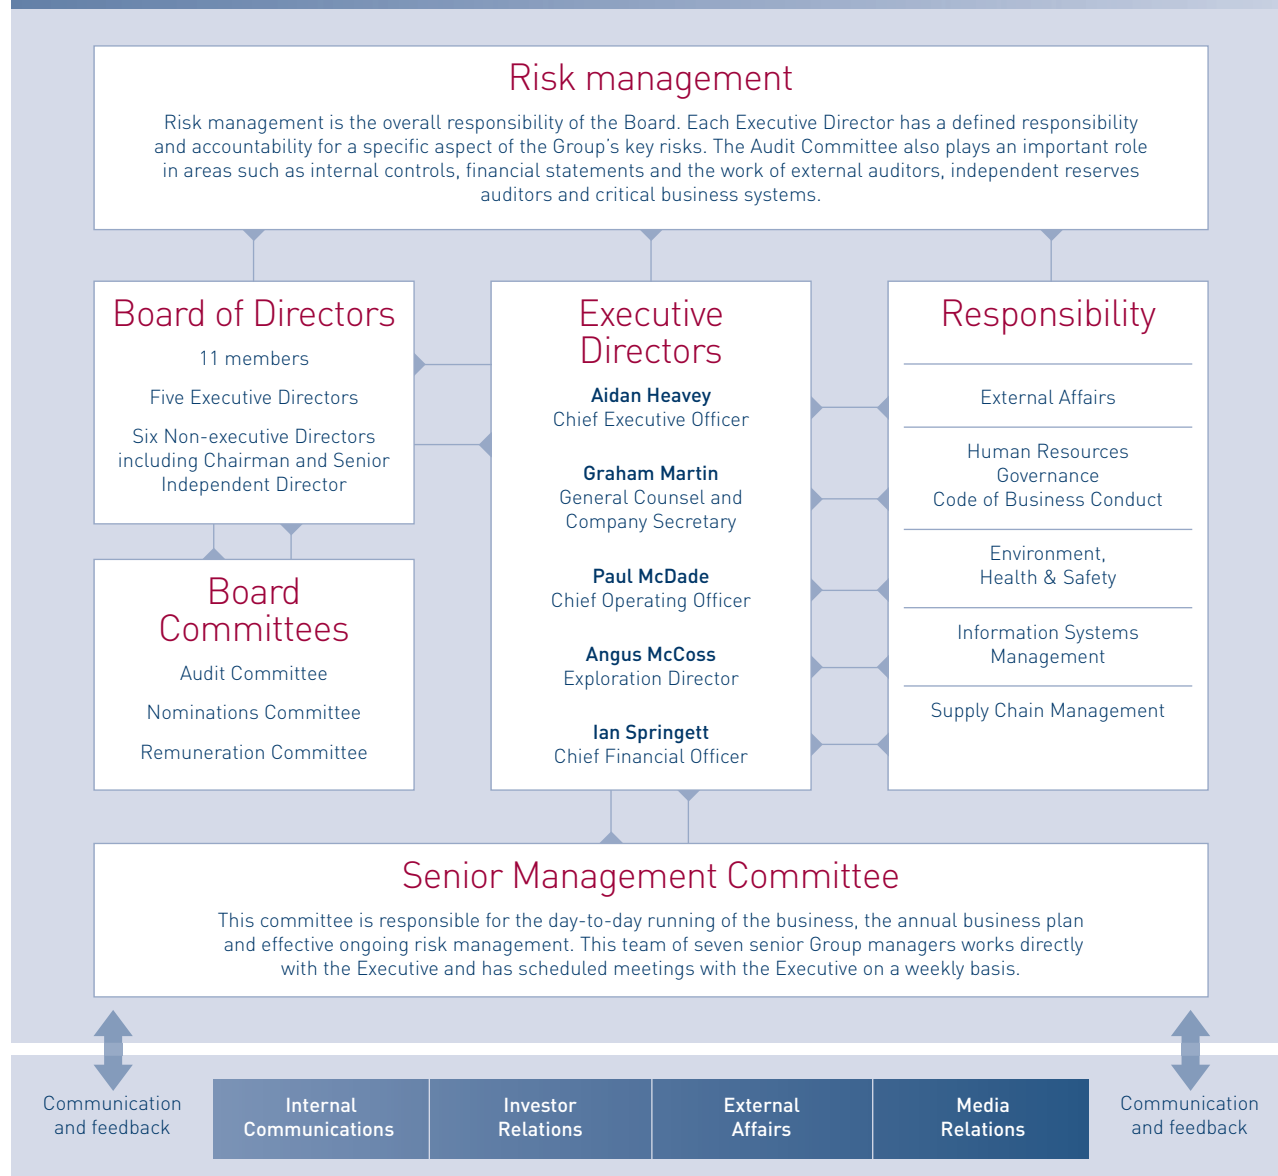 Risk management
Risk management is the overall responsibility of the Board. Each Executive Director has a defined responsibility
and accountability for a specific aspect of the Group’s key risks. The Audit Committee also plays an important role
in areas such as internal controls, financial statements and the work of external auditors, independent reserves
auditors and critical business systems.
Board of Directors
11 members
Five Executive Directors
Six Non-executive Directors
including Chairman and Senior
Independent Director
Board
Committees
Audit Committee
Nominations Committee
Remuneration Committee
Executive
Directors
Aidan Heavey
Chief Executive Officer
Graham Martin
General Counsel and
Company Secretary
Paul McDade
Chief Operating Officer
Angus McCoss
Exploration Director
Ian Springett
Chief Financial Officer
Responsibility
External Affairs
Human Resources
Governance
Code of Business Conduct
Environment,
Health & Safety
Information Systems
Management
Supply Chain Management
Senior Management Committee
This committee is responsible for the day-to-day running of the business, the annual business plan
and effective ongoing risk management. This team of seven senior Group managers works directly
with the Executive and has scheduled meetings with the Executive on a weekly basis.
Communication
and feedback
Internal
Communications
Investor
Relations
External
Affairs
Media
Relations
Communication
and feedback